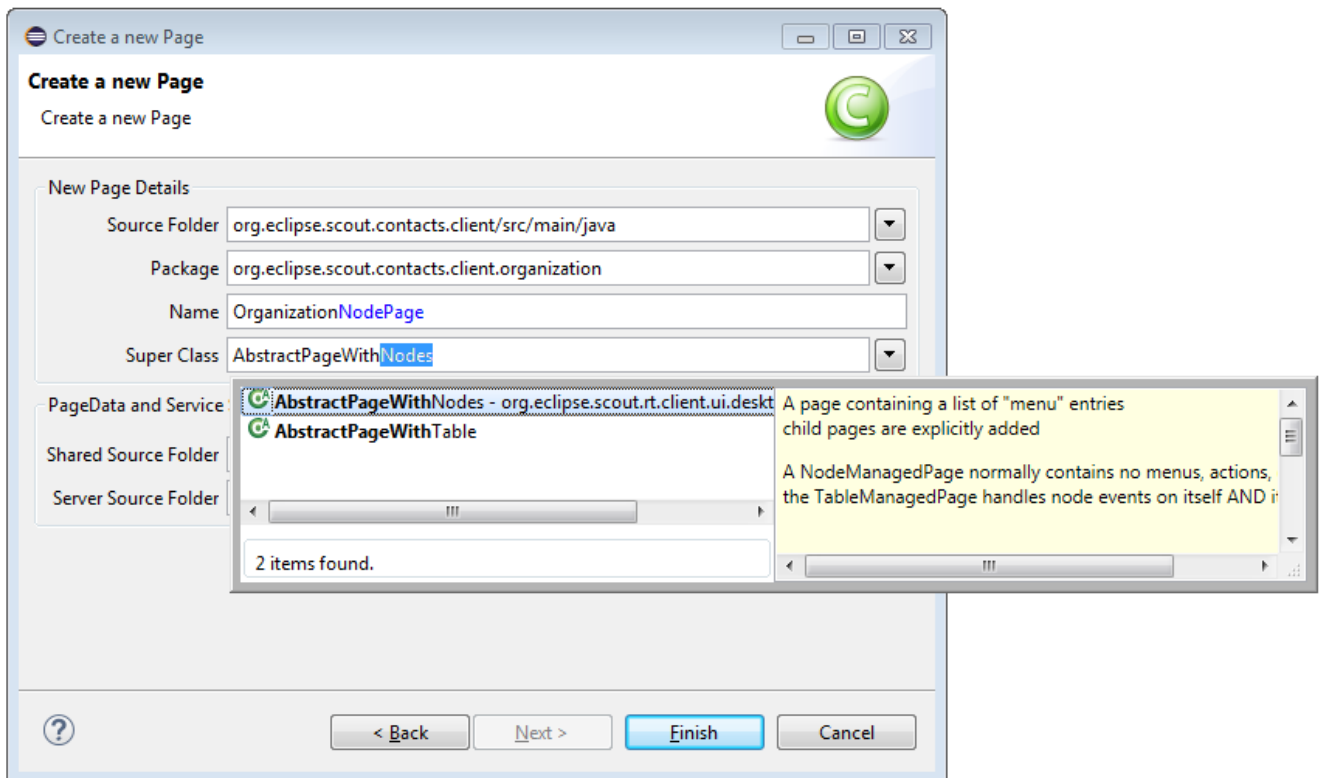 Create a new Page
Create a new Page
Create a new Page
New Page Details
Source Folder org.eclipse.scout.contacts.client/src/main/java
Package org.eclipse.scout.contacts.client.organization
Name OrganizationNodePage
Super Class AbstractPageWithNodes
PageData and Service
AbstractPageWithNodes - org.eclipse.scout.rt.client.ui.deskt
AbstractPageWithTable
2 items found.
A page containing a list of "menu" entries
child pages are explicitly added
A NodeManagedPage normally contains no menus, actions,
the TableManagedPage handles node events on itself AND
Shared Source Folder
Server Source Folder
? < Back Next > Finish Cancel